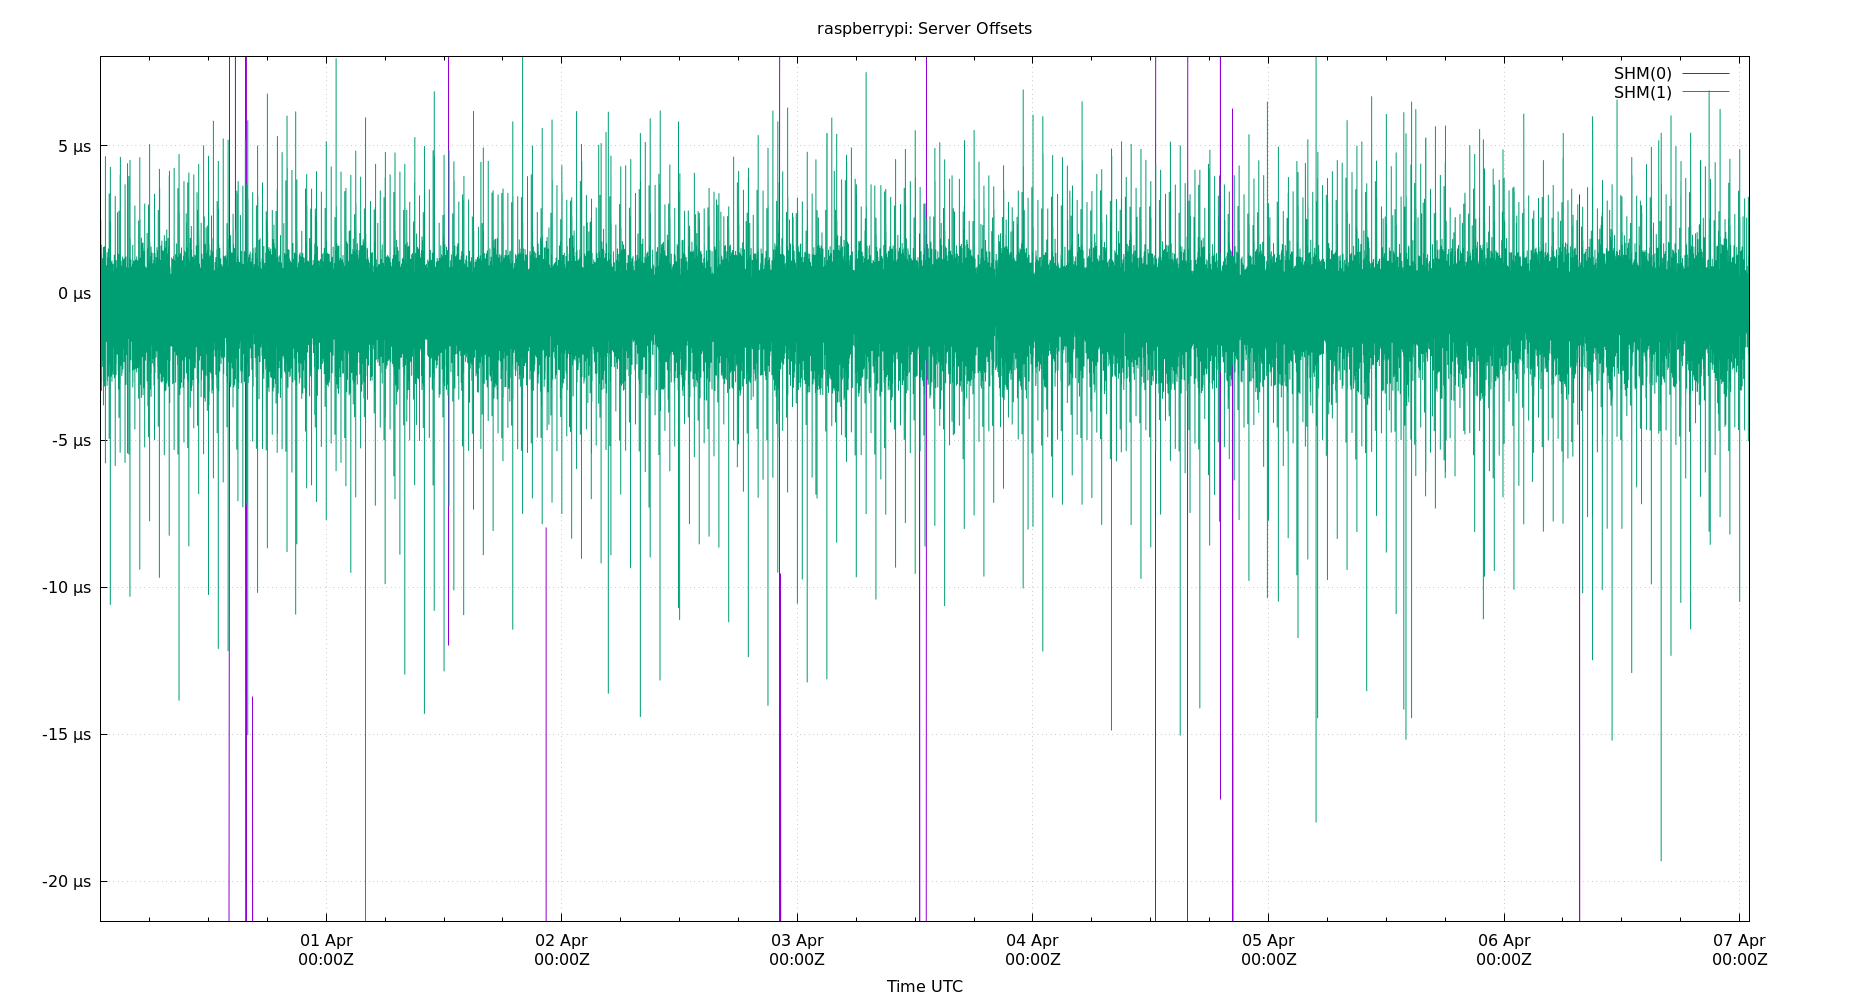 raspberrypi: Server Offsets
SHM(0)
SHM(1)
5 µs
0 µs
-5 µs
-10 µs
-15 µs
-20 µs
01 Apr 02 Apr 03 Apr 04 Apr 05 Apr 06 Apr 07 Apr
00:00Z 00:00Z 00:00Z 00:00Z 00:00Z 00:00Z 00:00Z
Time UTC